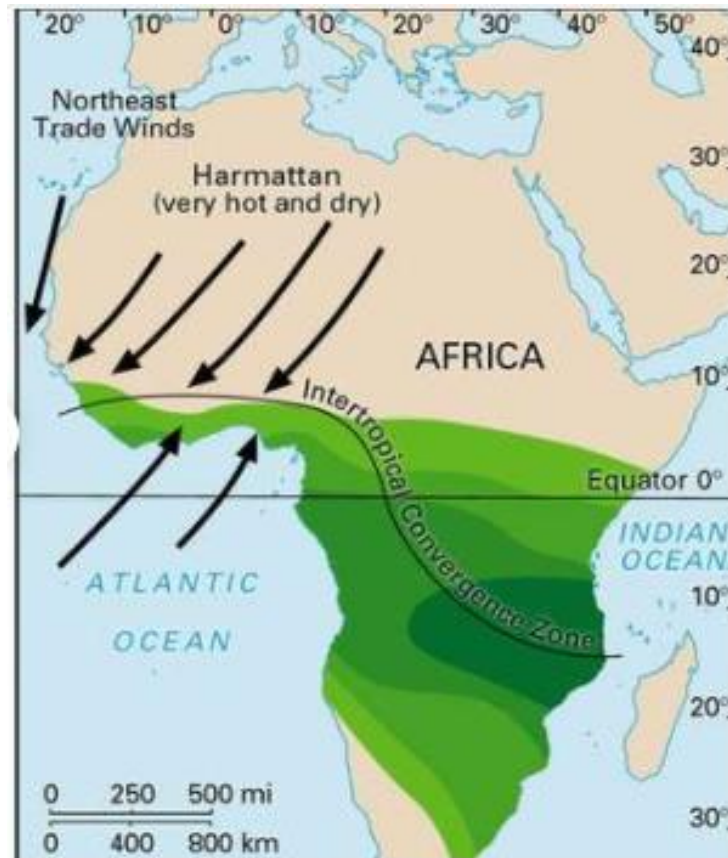 20° 10° 0 10° 20° 30° 40° 50°
40°
Northeast
Trade Winds
30°
Harmattan
(very hot and dry)
20°
AFRICA
10°
Intertropical Convergence Zone
Equator 0°
INDIAN
OCEAN
ATLANTIC
OCEAN
10°
20°
0 250 500 mi
0 400 800 km
30°